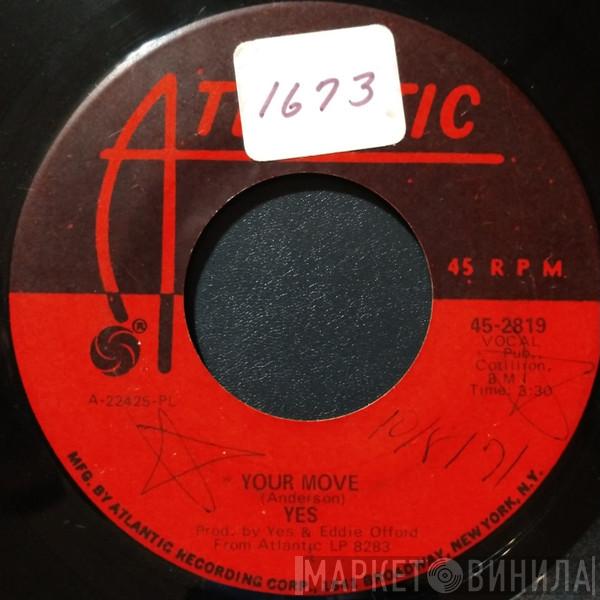 1673
ATLANTIC
45 R.P.M.
45-2819
VOCAL
Pub.,
Cotillion,
B M I
Time: 3:30
®
A-22425-PL
10/8/71
YOUR MOVE
(Anderson)
YES
Prod. by Yes & Eddie Offord
From Atlantic LP 8283
MFG. BY ATLANTIC RECORDING CORP., 1841 BROADWAY, NEW YORK, N.Y.
МАРКЕТ ВИНИЛА